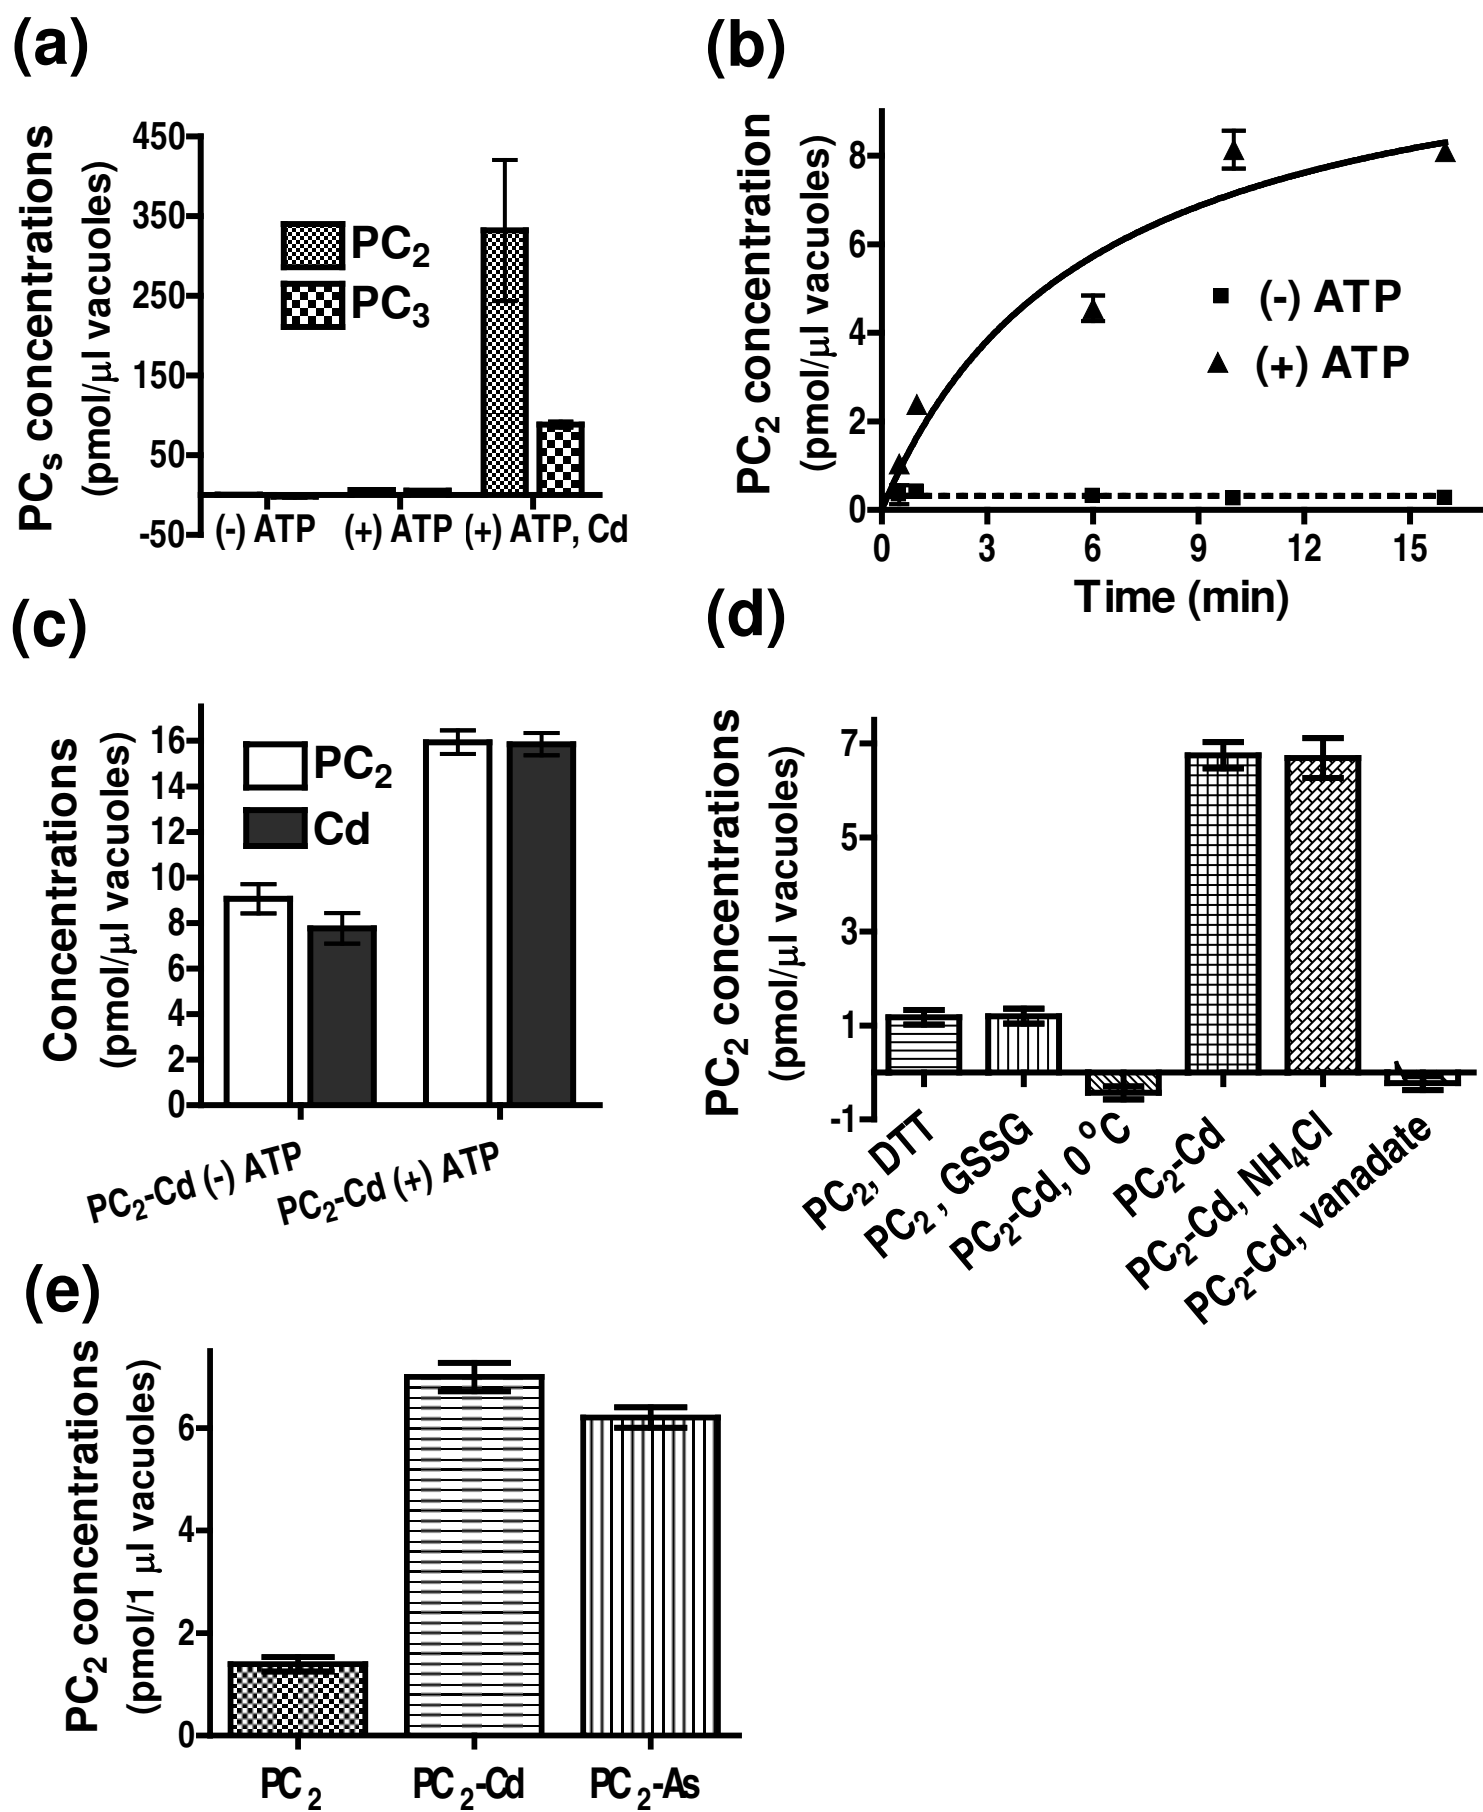 (a)
PCs concentrations
(pmol/µl vacuoles)
450
350
250
150
50
-50
PC2
PC3
(-) ATP
(+) ATP
(+) ATP, Cd
(b)
PC2 concentration
(pmol/µl vacuoles)
8
6
4
2
0
(-) ATP
(+) ATP
0 3 6 9 12 15
Time (min)
(c)
Concentrations
(pmol/µl vacuoles)
16
14
12
10
8
6
4
2
0
PC2
Cd
PC2-Cd (-) ATP
PC2-Cd (+) ATP
(d)
PC2 concentrations
(pmol/µl vacuoles)
7
5
3
1
-1
PC2, DTT
PC2 , GSSG
PC2-Cd, 0 oC
PC2-Cd
PC2-Cd, NH4Cl
PC2-Cd, vanadate
(e)
PC2 concentrations
(pmol/1 µl vacuoles)
6
4
2
0
PC2
PC2-Cd
PC2-As